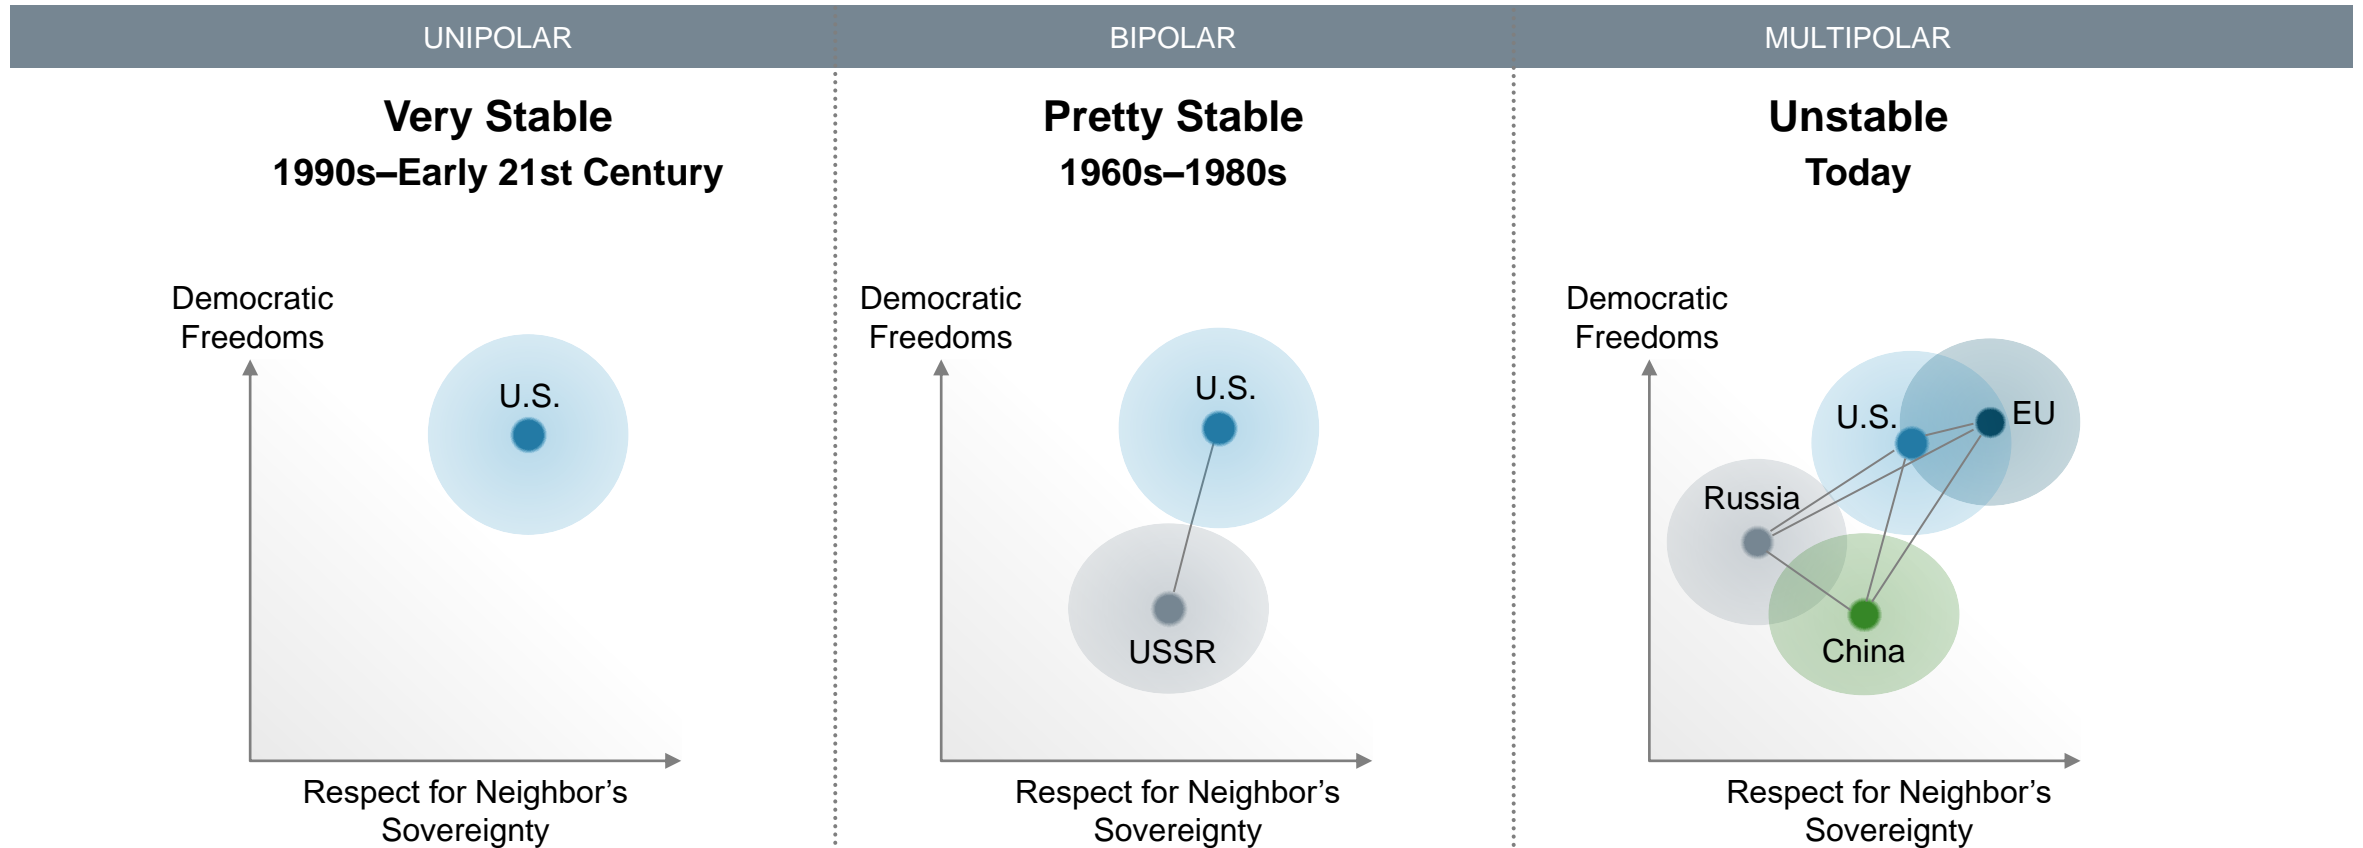 UNIPOLAR
Very Stable
1990s–Early 21st Century
Democratic
Freedoms
U.S.
Respect for Neighbor’s
Sovereignty
BIPOLAR
Pretty Stable
1960s–1980s
Democratic
Freedoms
U.S.
USSR
Respect for Neighbor’s
Sovereignty
MULTIPOLAR
Unstable
Today
Democratic
Freedoms
U.S.
EU
Russia
China
Respect for Neighbor’s
Sovereignty